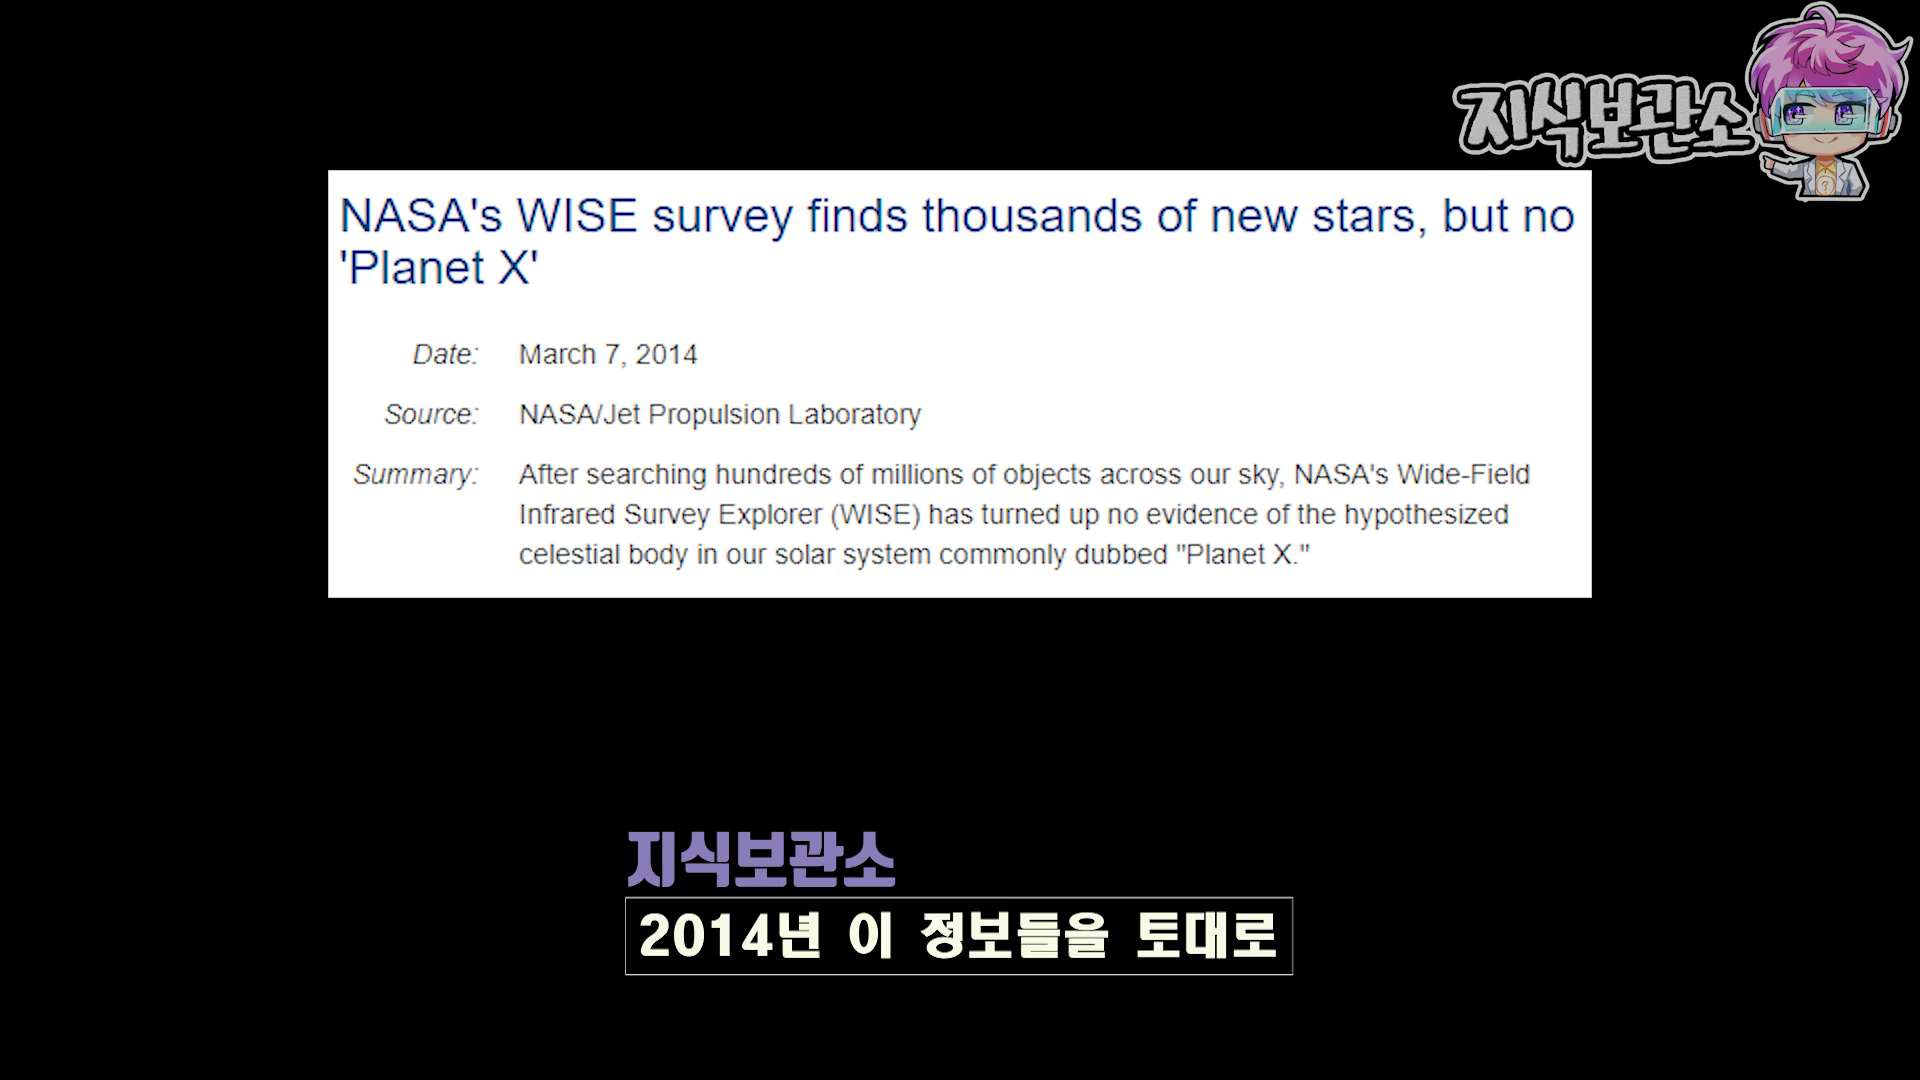 지식보관소
NASA's WISE survey finds thousands of new stars, but no
'Planet X'
Date: March 7, 2014
Source: NASA/Jet Propulsion Laboratory
Summary: After searching hundreds of millions of objects across our sky, NASA's Wide-Field
Infrared Survey Explorer (WISE) has turned up no evidence of the hypothesized
celestial body in our solar system commonly dubbed "Planet X."
지식보관소
2014년 이 정보들을 토대로